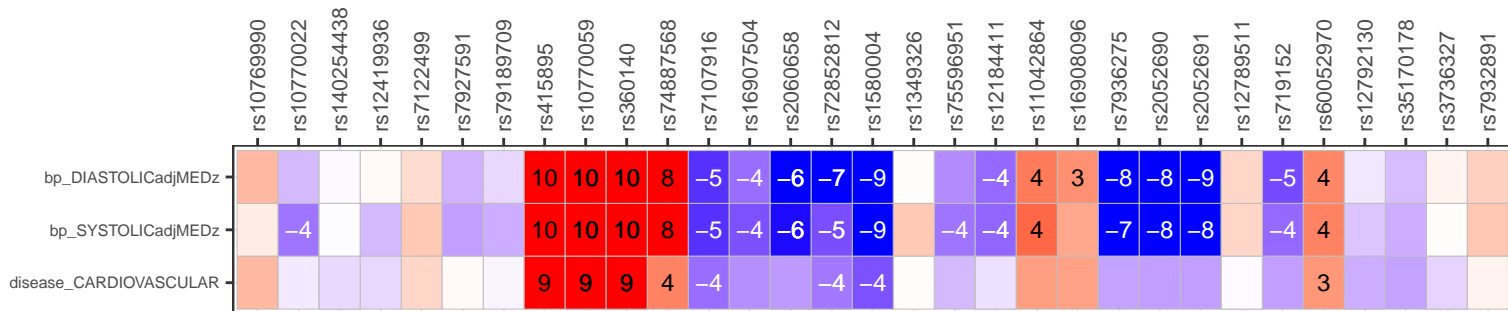 rs10769990 rs10770022 rs140254438 rs12419936 rs7122499 rs7927591 rs79189709 rs4415895 rs10770059 rs360140 rs74887568 rs7107916 rs16907504 rs2060658 rs72852812 rs1580004 rs1349326 rs75596951 rs12184411 rs11042864 rs16908096 rs7936275 rs2052690 rs2052691 rs12789511 rs719152 rs60052970 rs12792130 rs35170178 rs3736327 rs7932891
bp_DIASTOLICadjMEDz 10 10 10 8 −5 −4 −6 −7 −9 −4 4 3 −8 −8 −9 −5 4
bp_SYSTOLICadjMEDz −4 10 10 10 8 −5 −4 −6 −5 −9 −4 −4 4 −7 −8 −8 −4 4
disease_CARDIOVASCULAR 9 9 9 4 −4 −4 −4 3